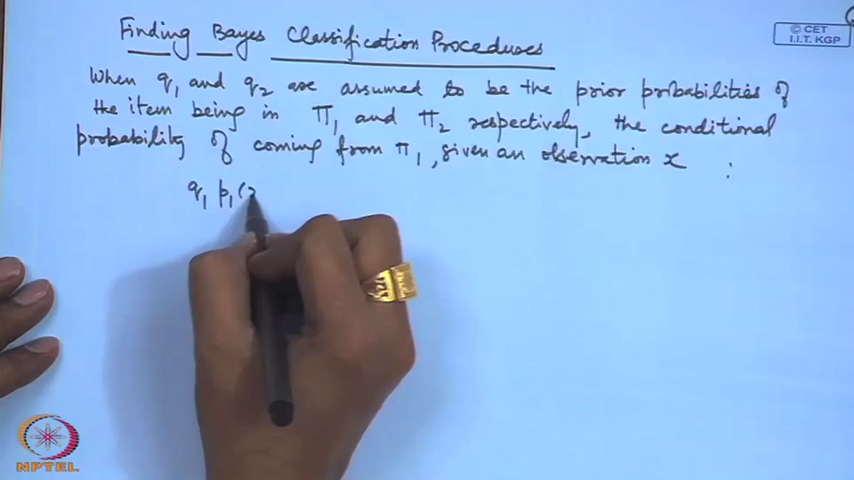 © CET
I.I.T. KGP
Finding Bayes Classification Procedures
When q₁ and q₂ are assumed to be the prior probabilities of
the item being in Π₁ and Π₂ respectively, the conditional
probability of coming from Π₁, given an observation x :
q₁ p₁(
NPTEL